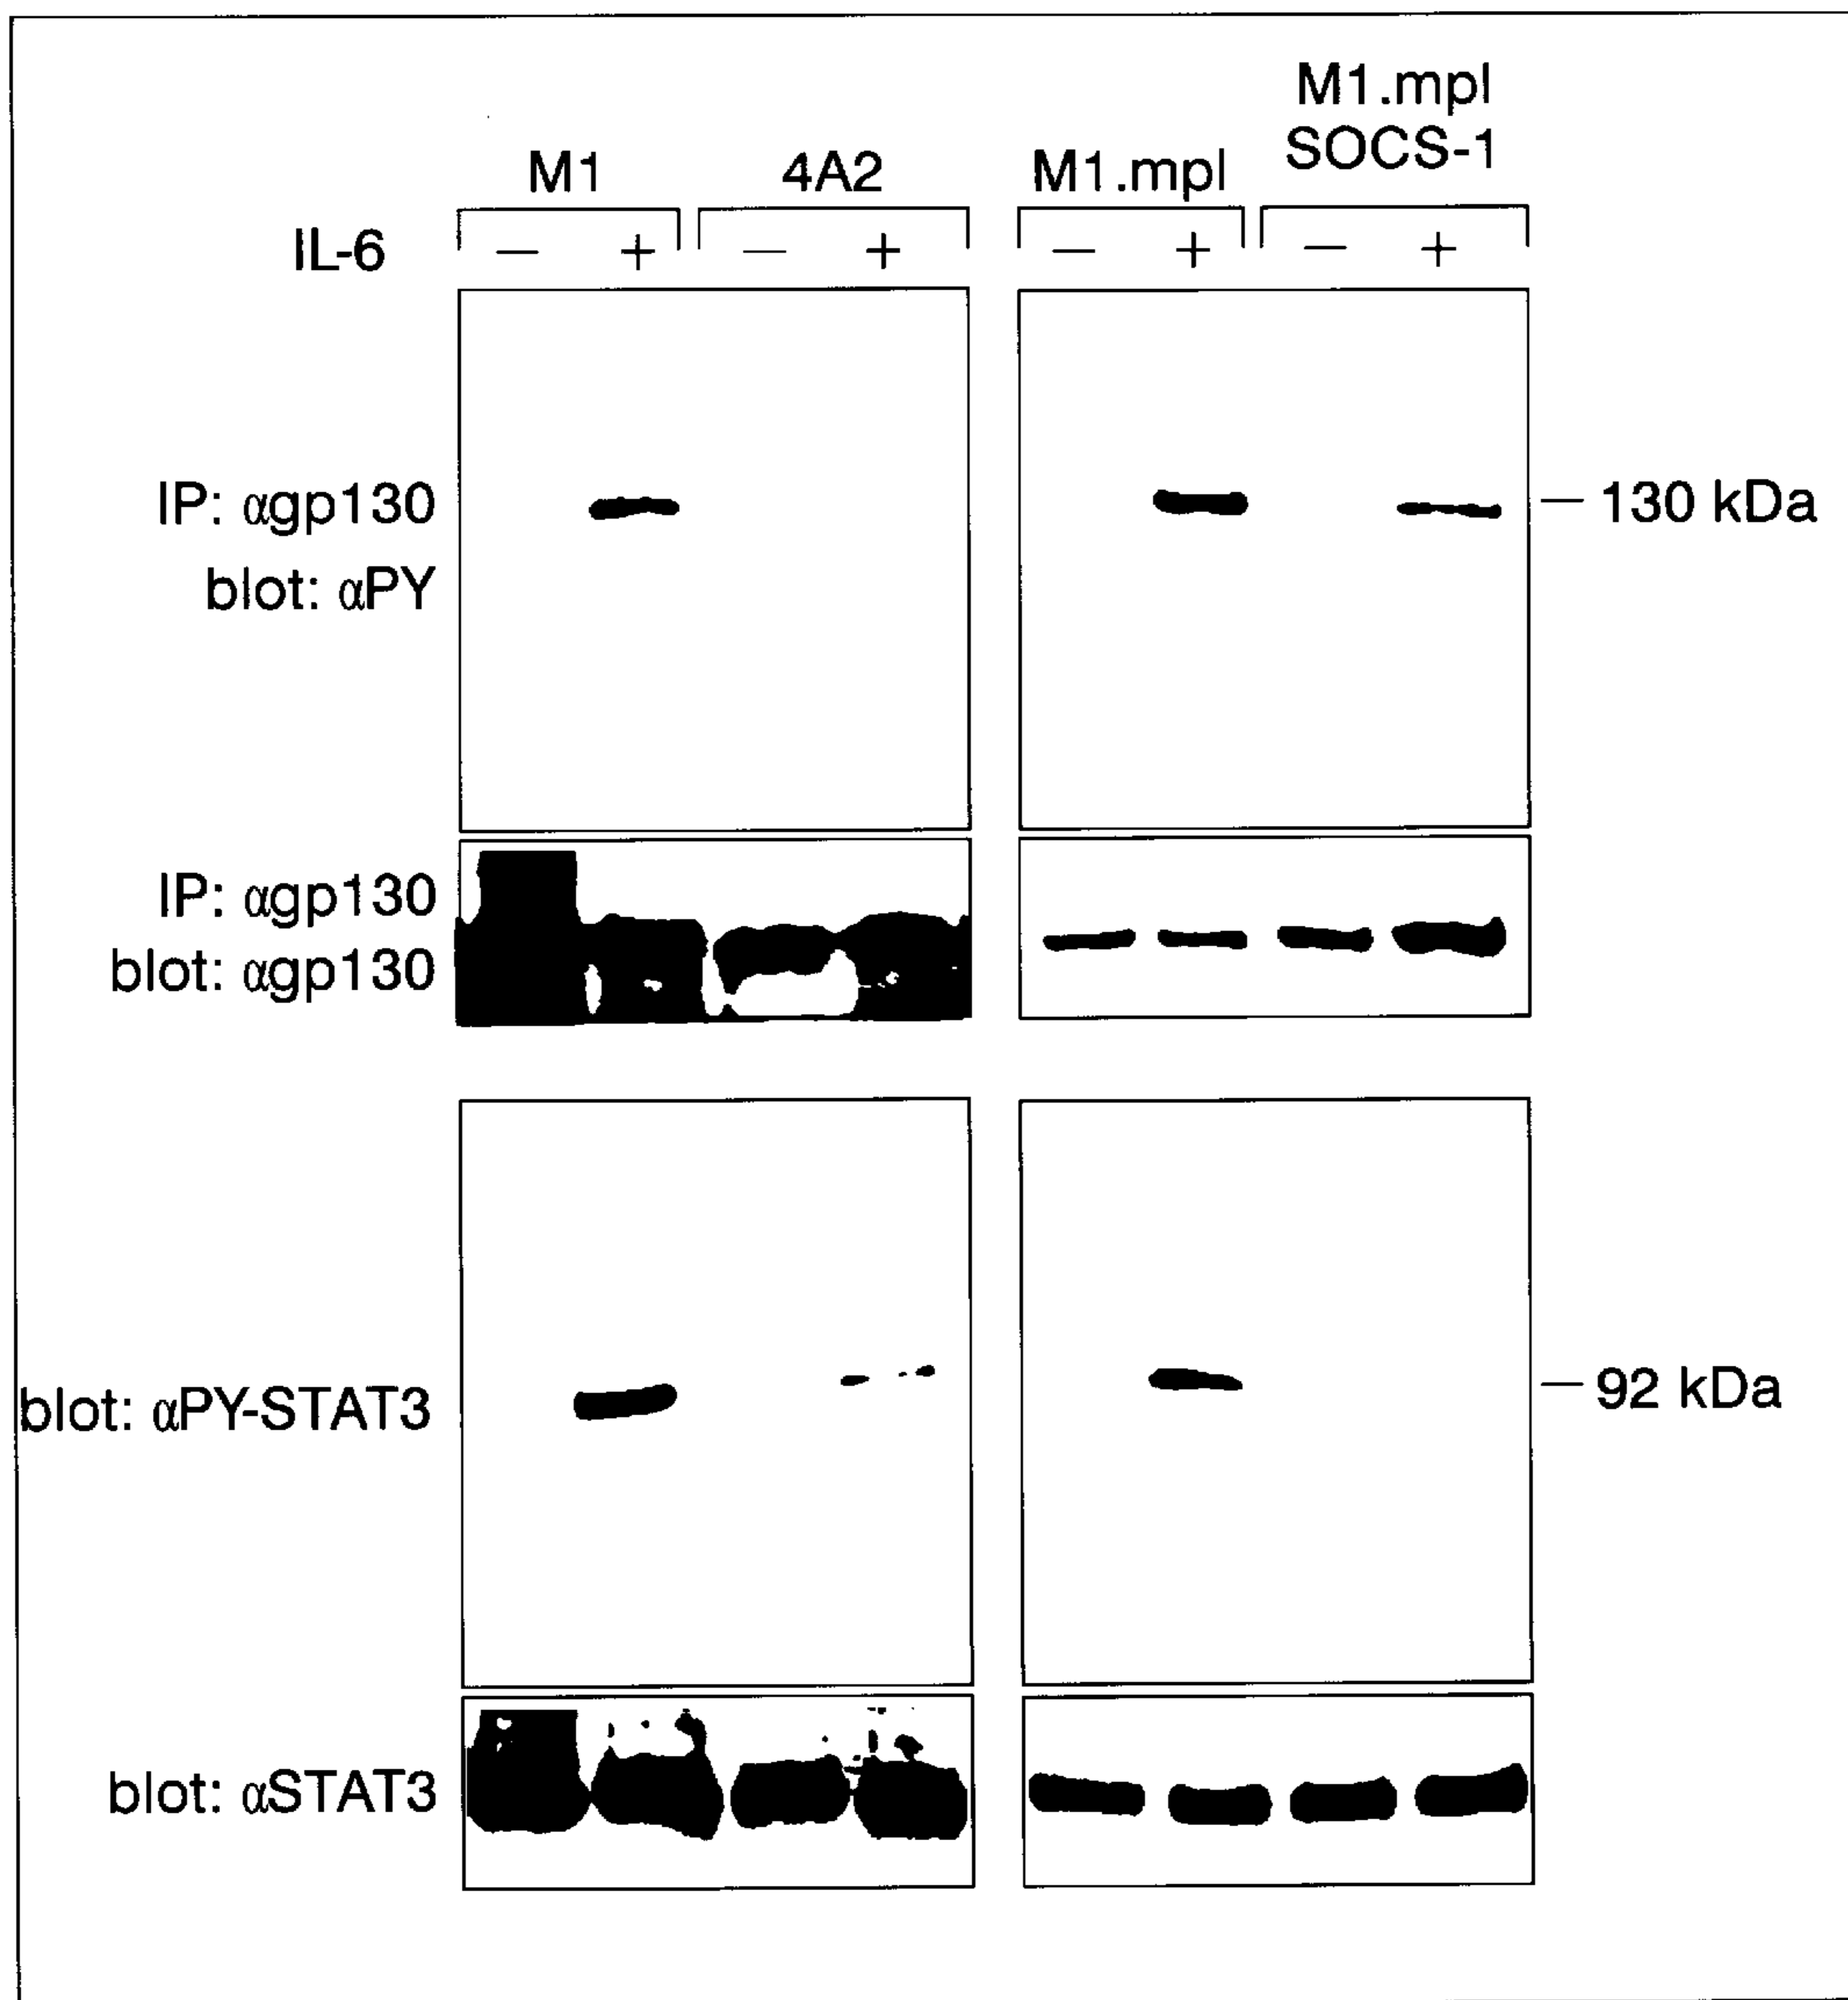 M1.mpl
SOCS-1
M1 4A2 M1.mpl
IL-6 — + — + — + — +
IP: αgp130
blot: αPY
— 130 kDa
IP: αgp130
blot: αgp130
blot: αPY-STAT3
— 92 kDa
blot: αSTAT3